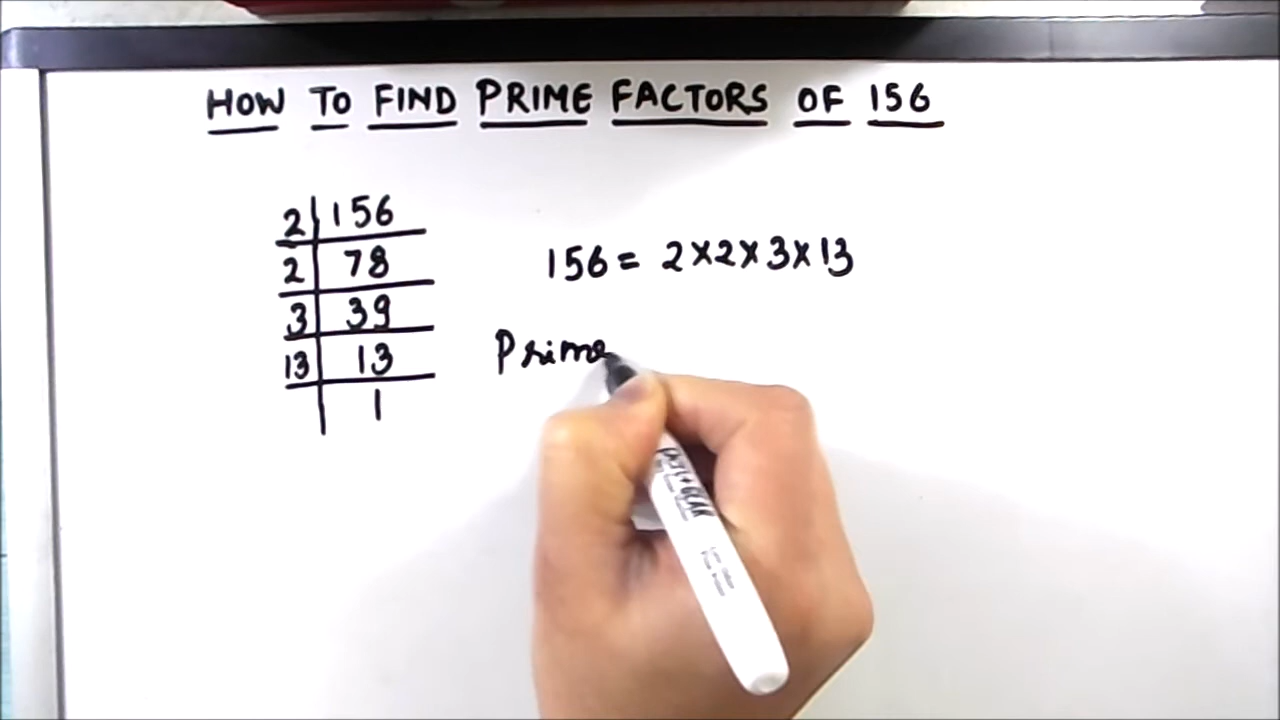 HOW TO FIND PRIME FACTORS OF 156
2 156
2 78
3 39
13 13
1
156 = 2×2×3×13
Prime